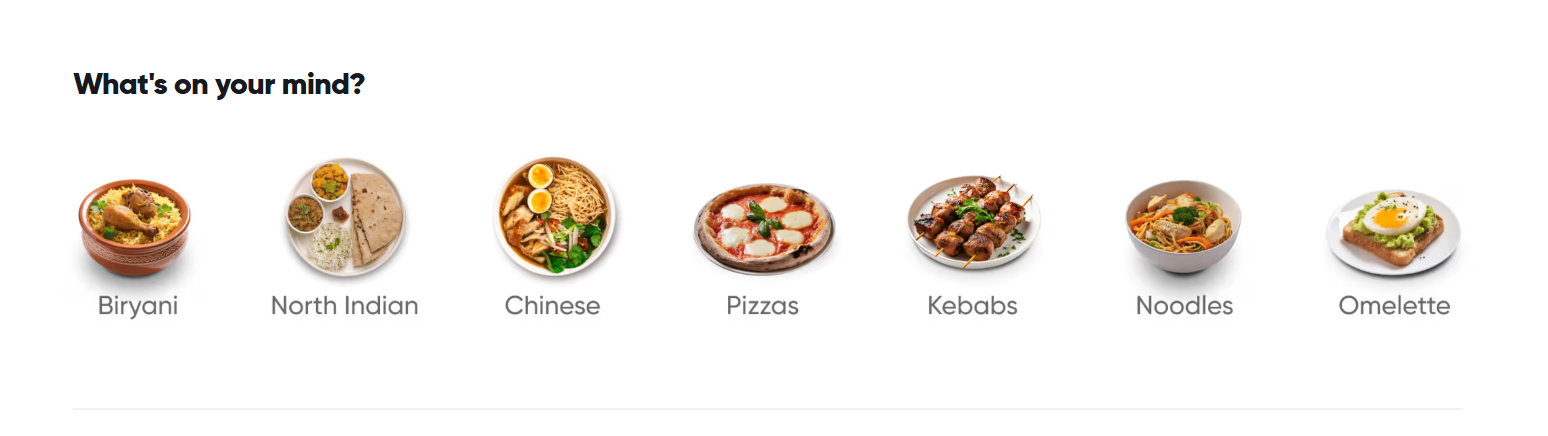 What's on your mind?
Biryani North Indian Chinese Pizzas Kebabs Noodles Omelette